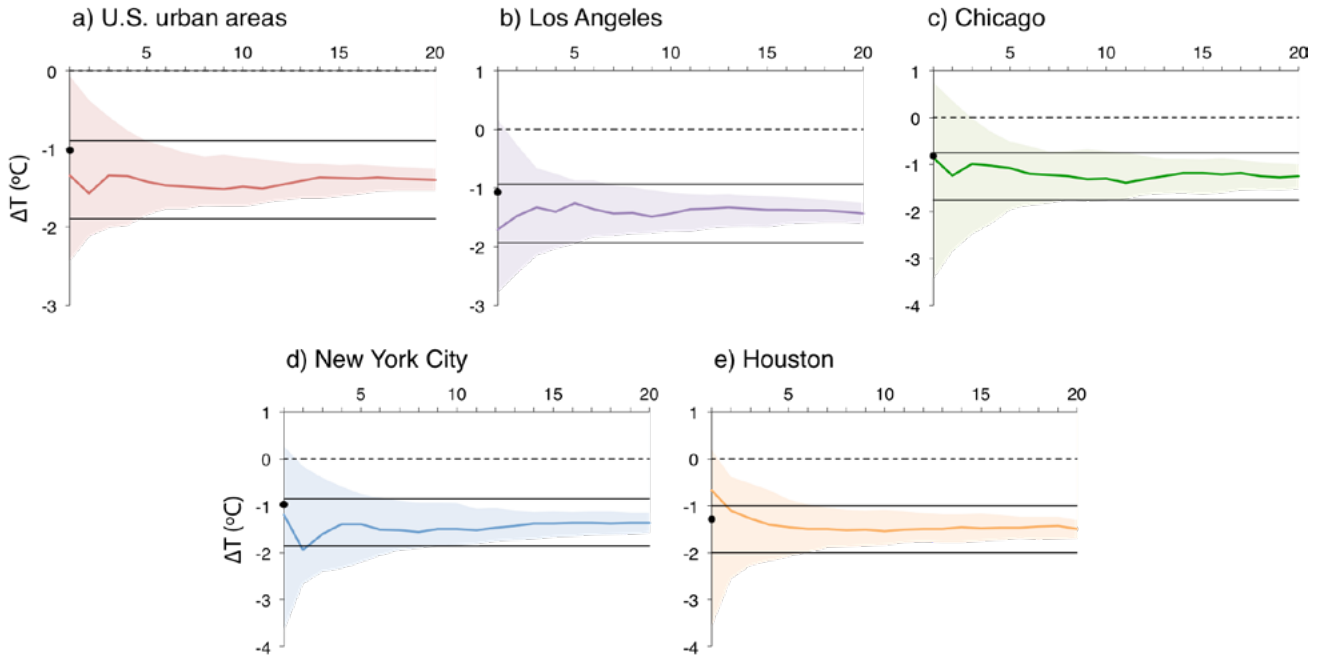 a) U.S. urban areas
5 10 15 20
0
-1
-2
-3
ΔT (°C)
b) Los Angeles
5 10 15 20
1
0
-1
-2
-3
c) Chicago
5 10 15 20
1
0
-1
-2
-3
-4
d) New York City
5 10 15 20
1
0
-1
-2
-3
-4
ΔT (°C)
e) Houston
5 10 15 20
1
0
-1
-2
-3
-4